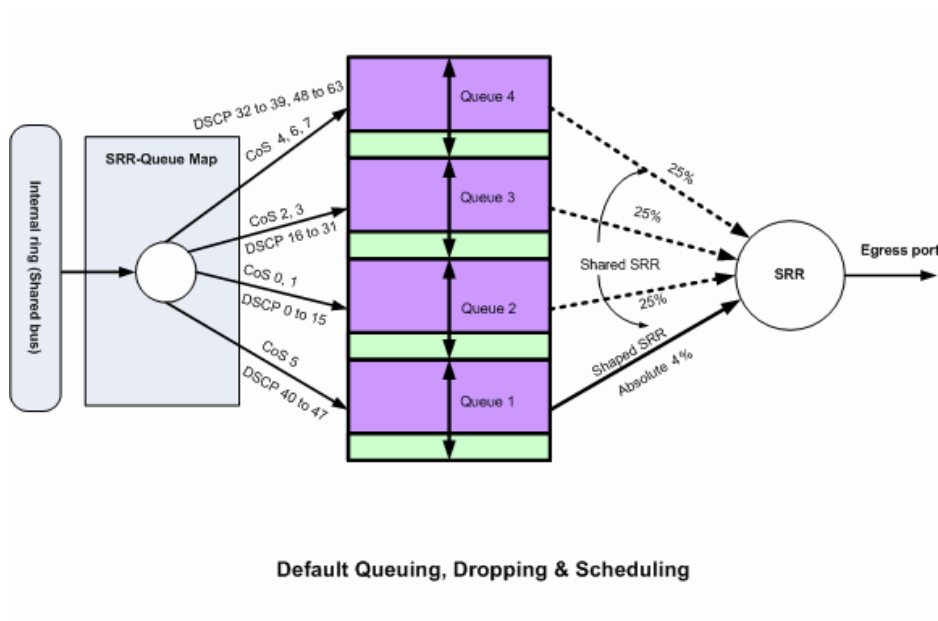 Internal ring (Shared bus)
SRR-Queue Map
DSCP 32 to 39, 48 to 63
CoS 4, 6, 7
CoS 2, 3
DSCP 16 to 31
CoS 0, 1
DSCP 0 to 15
CoS 5
DSCP 40 to 47
Queue 4
Queue 3
Queue 2
Queue 1
25%
25%
Shared SRR
25%
Shaped SRR
Absolute 4%
SRR
Egress port
Default Queuing, Dropping & Scheduling